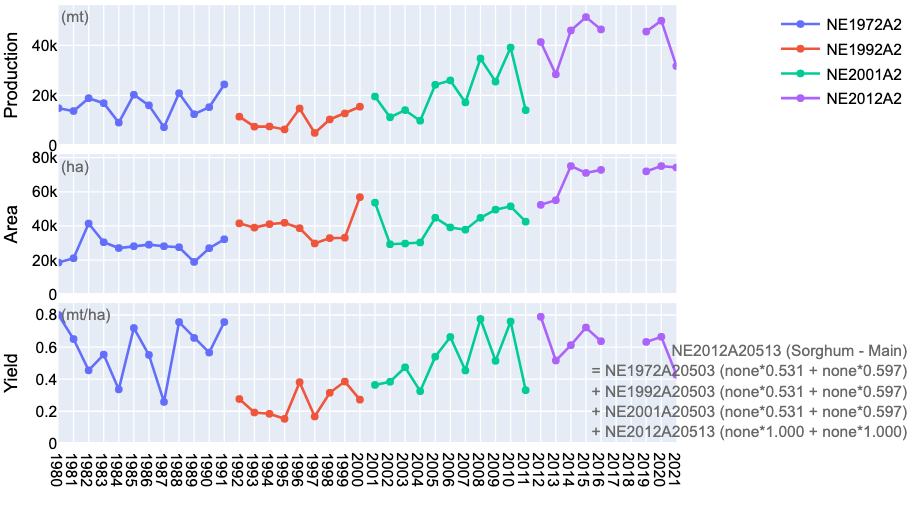 (mt)
Production
40k
20k
0
NE1972A2
NE1992A2
NE2001A2
NE2012A2
(ha)
Area
80k
60k
40k
20k
0
(mt/ha)
Yield
0.8
0.6
0.4
0.2
0
NE2012A20513 (Sorghum - Main)
= NE1972A20503 (none*0.531 + none*0.597)
+ NE1992A20503 (none*0.531 + none*0.597)
+ NE2001A20503 (none*0.531 + none*0.597)
+ NE2012A20513 (none*1.000 + none*1.000)
1980
1981
1982
1983
1984
1985
1986
1987
1988
1989
1990
1991
1992
1993
1994
1995
1996
1997
1998
1999
2000
2001
2002
2003
2004
2005
2006
2007
2008
2009
2010
2011
2012
2013
2014
2015
2016
2017
2018
2019
2020
2021